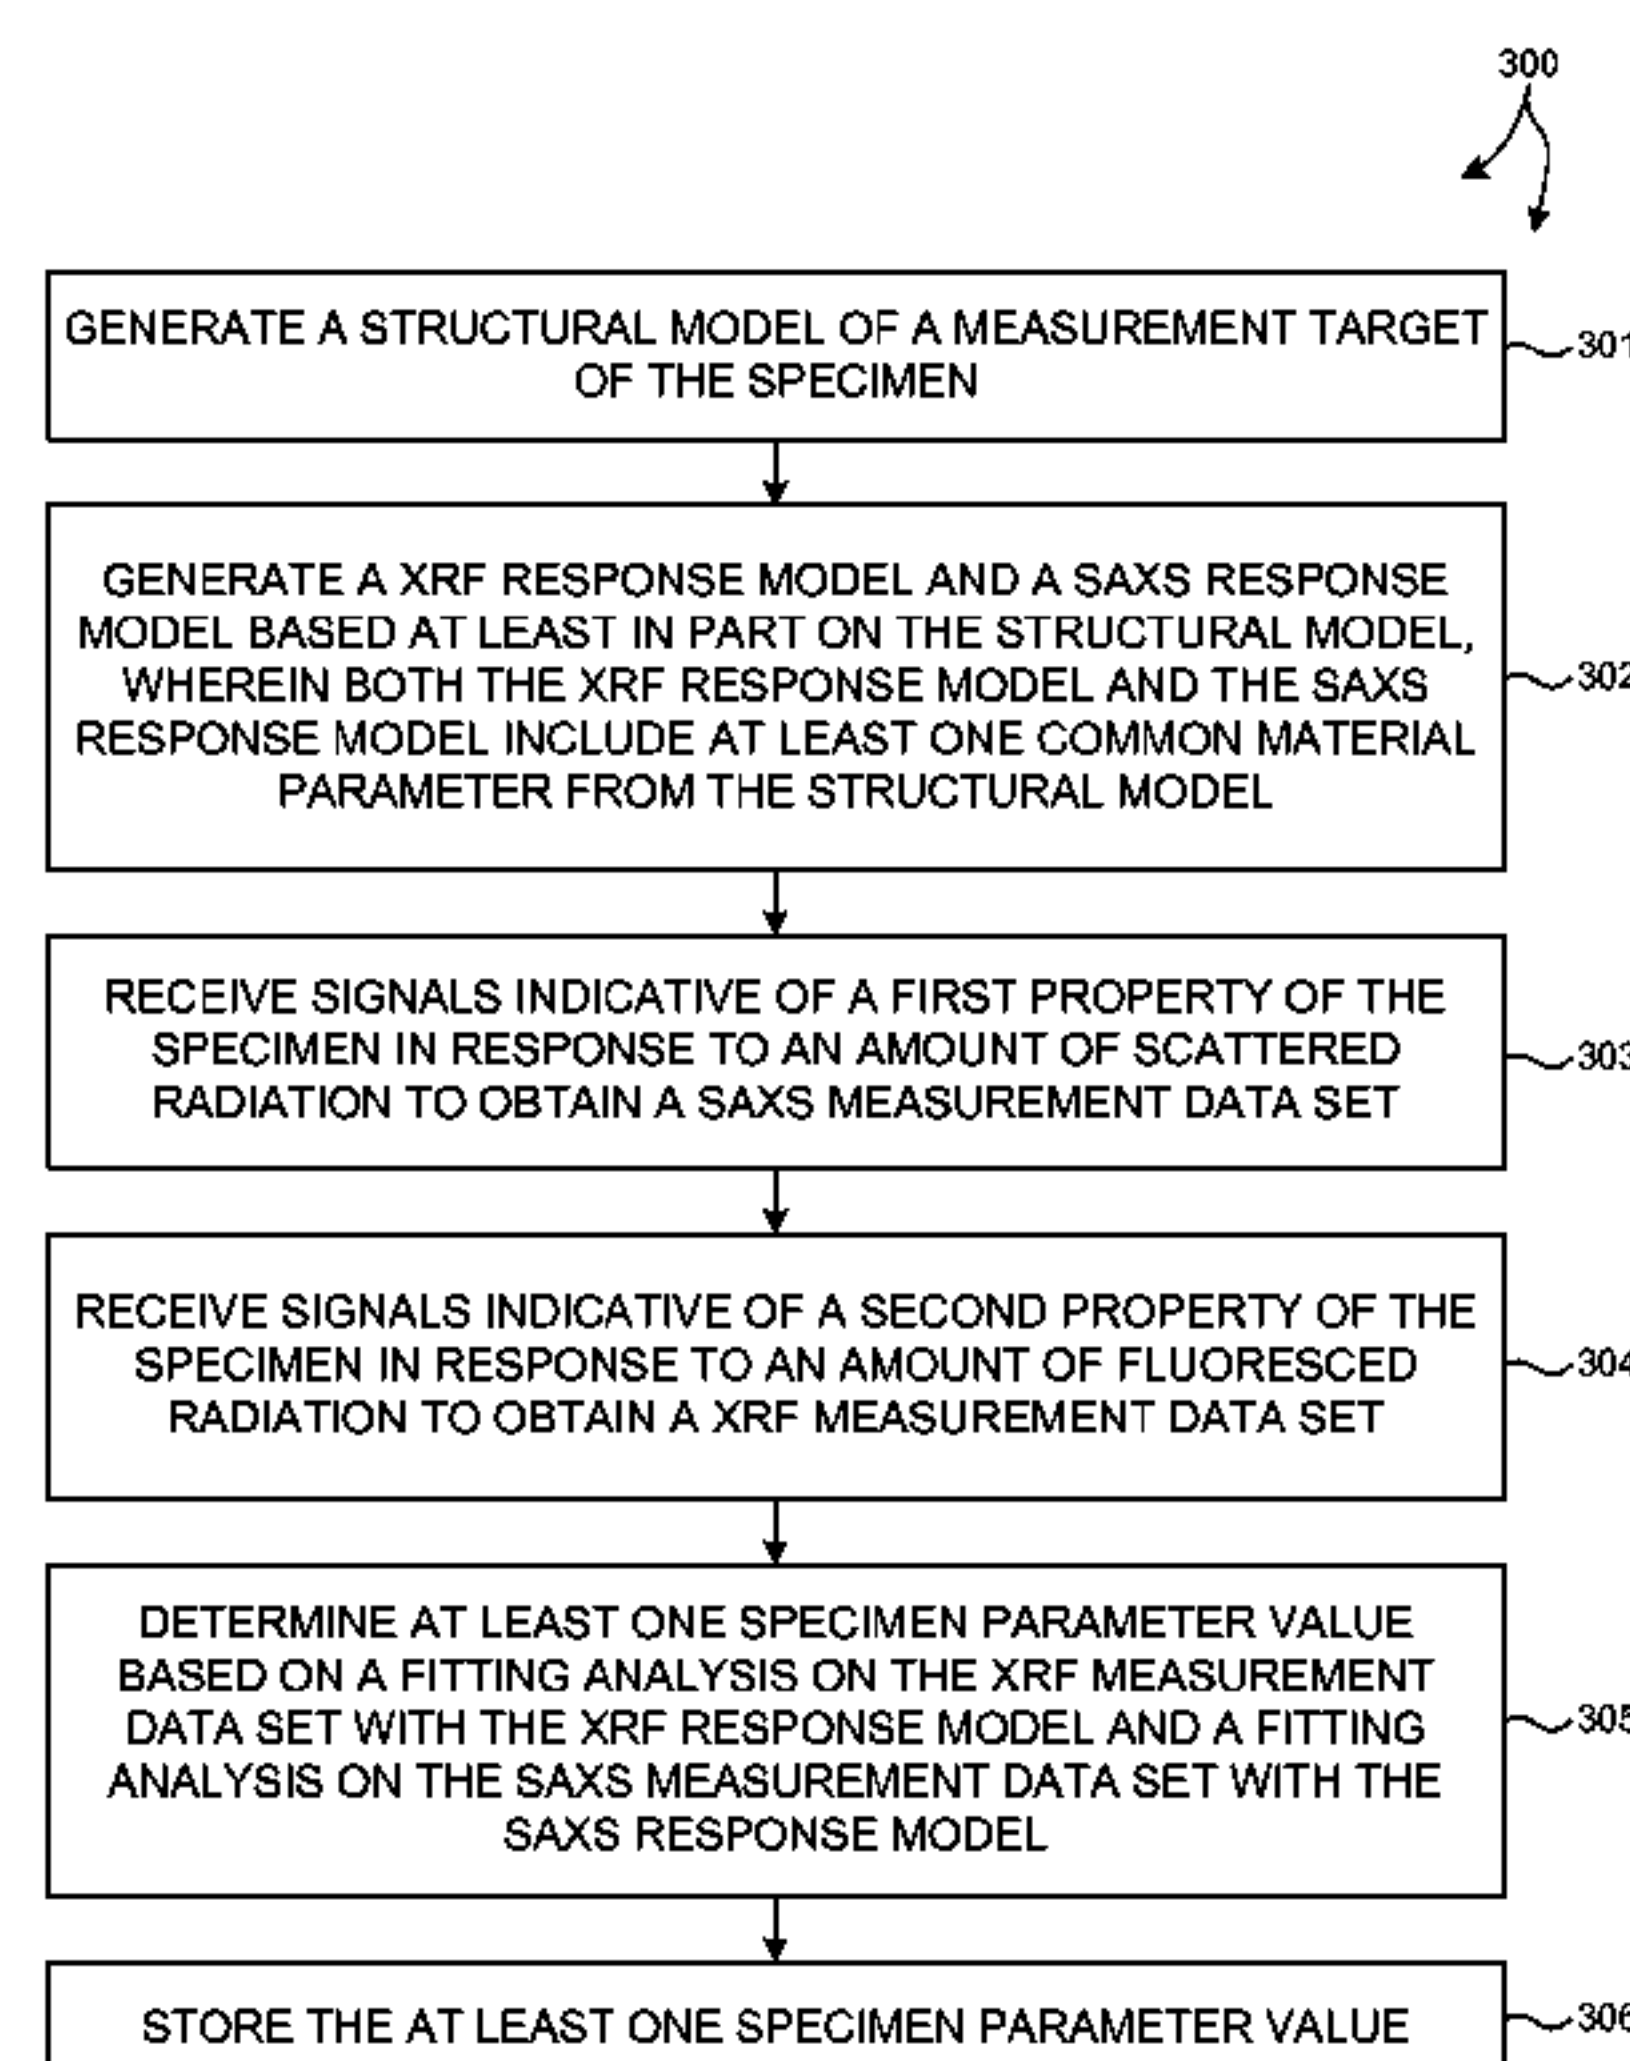 300
GENERATE A STRUCTURAL MODEL OF A MEASUREMENT TARGET
OF THE SPECIMEN
301
GENERATE A XRF RESPONSE MODEL AND A SAXS RESPONSE
MODEL BASED AT LEAST IN PART ON THE STRUCTURAL MODEL,
WHEREIN BOTH THE XRF RESPONSE MODEL AND THE SAXS
RESPONSE MODEL INCLUDE AT LEAST ONE COMMON MATERIAL
PARAMETER FROM THE STRUCTURAL MODEL
302
RECEIVE SIGNALS INDICATIVE OF A FIRST PROPERTY OF THE
SPECIMEN IN RESPONSE TO AN AMOUNT OF SCATTERED
RADIATION TO OBTAIN A SAXS MEASUREMENT DATA SET
303
RECEIVE SIGNALS INDICATIVE OF A SECOND PROPERTY OF THE
SPECIMEN IN RESPONSE TO AN AMOUNT OF FLUORESCED
RADIATION TO OBTAIN A XRF MEASUREMENT DATA SET
304
DETERMINE AT LEAST ONE SPECIMEN PARAMETER VALUE
BASED ON A FITTING ANALYSIS ON THE XRF MEASUREMENT
DATA SET WITH THE XRF RESPONSE MODEL AND A FITTING
ANALYSIS ON THE SAXS MEASUREMENT DATA SET WITH THE
SAXS RESPONSE MODEL
305
STORE THE AT LEAST ONE SPECIMEN PARAMETER VALUE
306